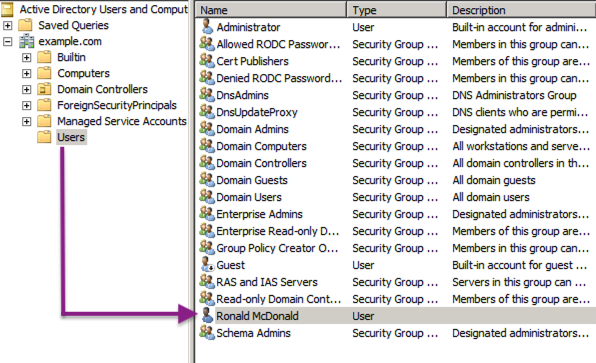 Active Directory Users and Comput
Saved Queries
example.com
Builtin
Computers
Domain Controllers
ForeignSecurityPrincipals
Managed Service Accounts
Users
Name Type Description
Administrator User Built-in account for admini...
Allowed RODC Passwor... Security Group ... Members in this group can...
Cert Publishers Security Group ... Members of this group are...
Denied RODC Password... Security Group ... Members in this group can...
DnsAdmins Security Group ... DNS Administrators Group
DnsUpdateProxy Security Group ... DNS clients who are permi...
Domain Admins Security Group ... Designated administrators...
Domain Computers Security Group ... All workstations and serve...
Domain Controllers Security Group ... All domain controllers in th...
Domain Guests Security Group ... All domain guests
Domain Users Security Group ... All domain users
Enterprise Admins Security Group ... Designated administrators...
Enterprise Read-only D... Security Group ... Members of this group are...
Group Policy Creator O... Security Group ... Members in this group can...
Guest User Built-in account for guest ...
RAS and IAS Servers Security Group ... Servers in this group can ...
Read-only Domain Cont... Security Group ... Members of this group are...
Ronald McDonald User
Schema Admins Security Group ... Designated administrators...